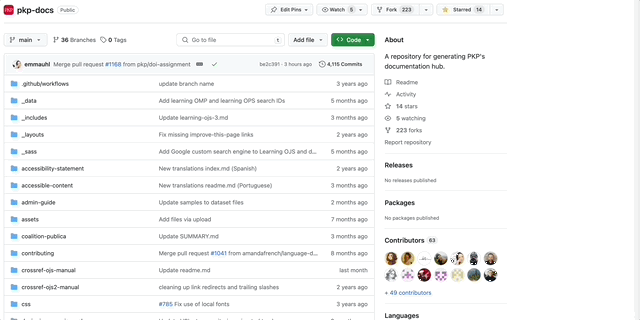 PKP pkp-docs Public
Edit Pins Watch 5 Fork 223 Starred 14
main 36 Branches 0 Tags Go to file t Add file Code
emmauhl Merge pull request #1168 from pkp/doi-assignment be2c391 · 3 hours ago 4,115 Commits
.github/workflows update branch name 3 years ago
_data Add learning OMP and learning OPS search IDs 5 months ago
_includes Update learning-ojs-3.md 3 months ago
_layouts Fix missing improve-this-page links 2 years ago
_sass Add Google custom search engine to Learning OJS and d... 5 months ago
accessibility-statement New translations index.md (Spanish) 2 years ago
accessible-content New translations readme.md (Portuguese) 3 months ago
admin-guide Update samples to dataset files 2 months ago
assets Add files via upload 7 months ago
coalition-publica Update SUMMARY.md 3 months ago
contributing Merge pull request #1041 from amandafrench/language-d... 8 months ago
crossref-ojs-manual Update readme.md last month
crossref-ojs2-manual cleaning up link redirects and trailing slashes 2 years ago
css #785 Fix use of local fonts 3 years ago
About
A repository for generating PKP's
documentation hub.
Readme
Activity
14 stars
5 watching
223 forks
Report repository
Releases
No releases published
Packages
No packages published
Contributors 63
+ 49 contributors
Languages